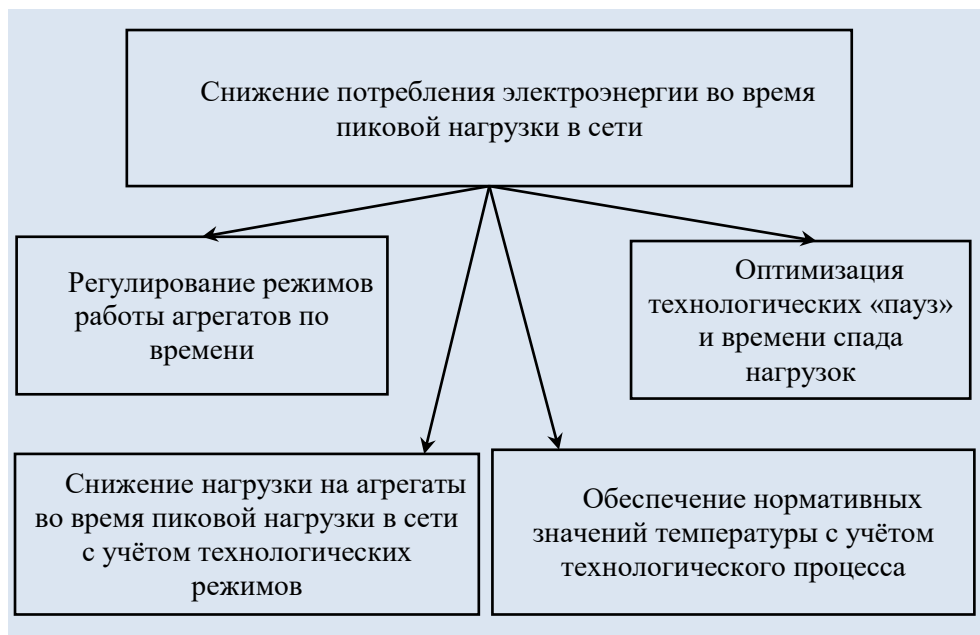 Снижение потребления электроэнергии во время
пиковой нагрузки в сети
Регулирование режимов
работы агрегатов по
времени
Оптимизация
технологических «пауз»
и времени спада
нагрузок
Снижение нагрузки на агрегаты
во время пиковой нагрузки в сети
с учётом технологических
режимов
Обеспечение нормативных
значений температуры с учётом
технологического процесса